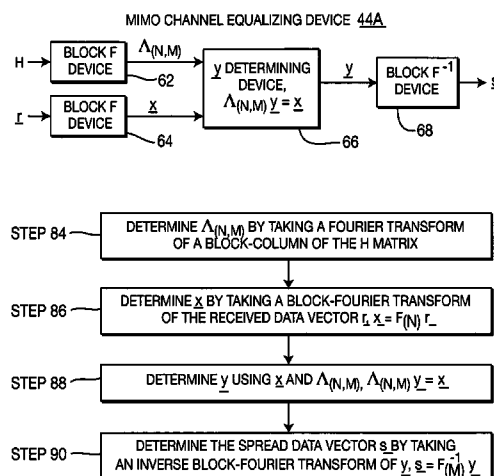 MIMO CHANNEL EQUALIZING DEVICE 44A
H
BLOCK F
DEVICE
62
Λ(N,M)
r
BLOCK F
DEVICE
64
x
y DETERMINING
DEVICE,
Λ(N,M) y = x
66
y
BLOCK F-1
DEVICE
68
s
STEP 84
DETERMINE Λ(N,M) BY TAKING A FOURIER TRANSFORM
OF A BLOCK-COLUMN OF THE H MATRIX
STEP 86
DETERMINE x BY TAKING A BLOCK-FOURIER TRANSFORM
OF THE RECEIVED DATA VECTOR r, x = F(N) r
STEP 88
DETERMINE y USING x AND Λ(N,M), Λ(N,M) y = x
STEP 90
DETERMINE THE SPREAD DATA VECTOR s BY TAKING
AN INVERSE BLOCK-FOURIER TRANSFORM OF y, s = F(M)-1 y